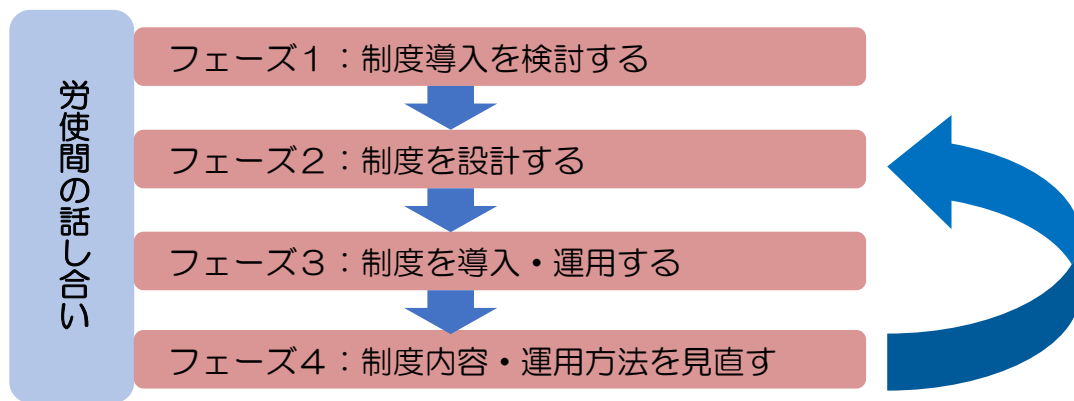 労使間の話し合い
フェーズ１：制度導入を検討する
フェーズ２：制度を設計する
フェーズ３：制度を導入・運用する
フェーズ４：制度内容・運用方法を見直す